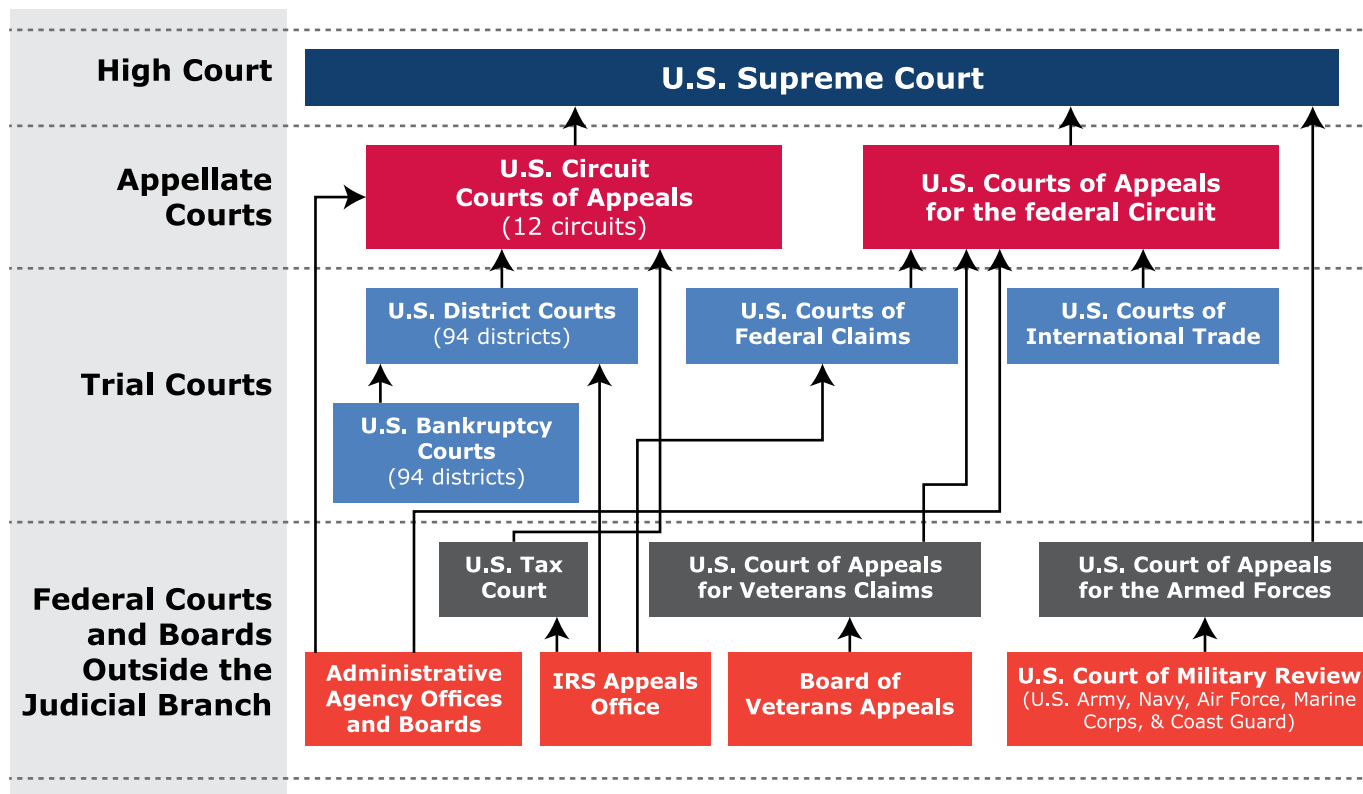 High Court
U.S. Supreme Court
Appellate
Courts
U.S. Circuit
Courts of Appeals
(12 circuits)
U.S. Courts of Appeals
for the federal Circuit
Trial Courts
U.S. District Courts
(94 districts)
U.S. Courts of
Federal Claims
U.S. Courts of
International Trade
U.S. Bankruptcy
Courts
(94 districts)
Federal Courts
and Boards
Outside the
Judicial Branch
U.S. Tax
Court
U.S. Court of Appeals
for Veterans Claims
U.S. Court of Appeals
for the Armed Forces
Administrative
Agency Offices
and Boards
IRS Appeals
Office
Board of
Veterans Appeals
U.S. Court of Military Review
(U.S. Army, Navy, Air Force, Marine
Corps, & Coast Guard)